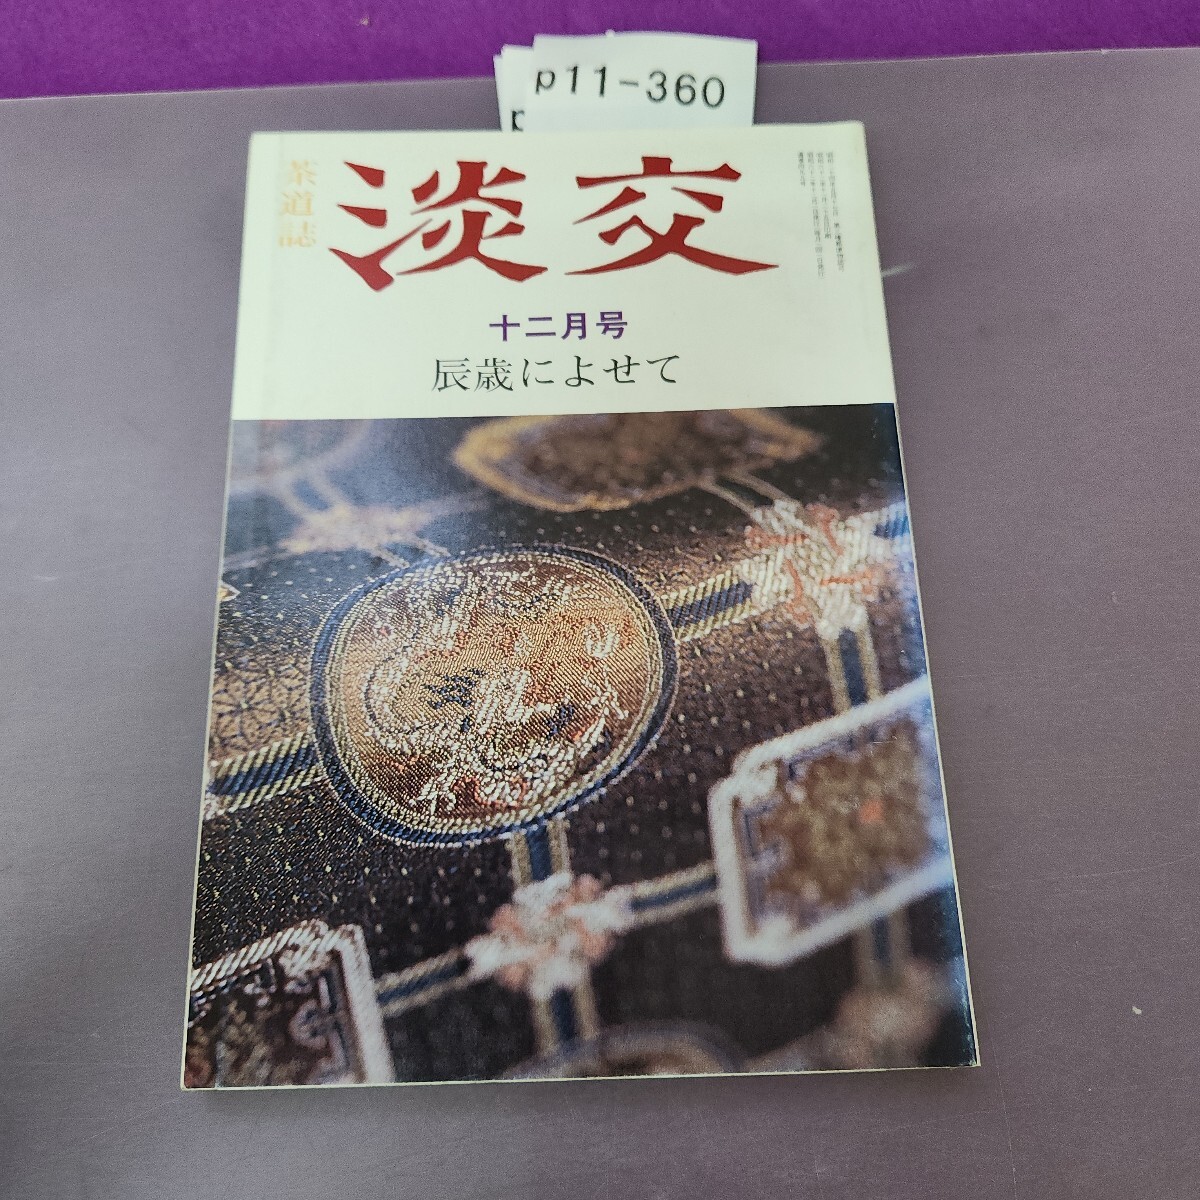 p11-360
p
茶道誌
淡交
十二月号
辰歳によせて